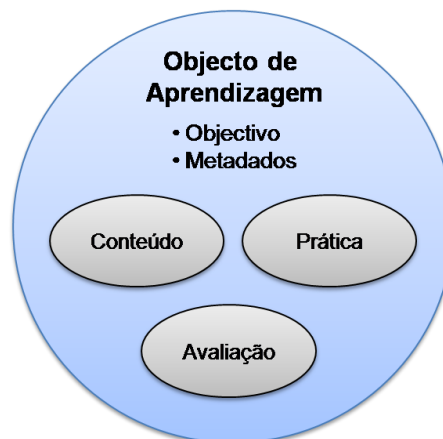 Objecto de
Aprendizagem
• Objectivo
• Metadados
Conteúdo
Prática
Avaliação